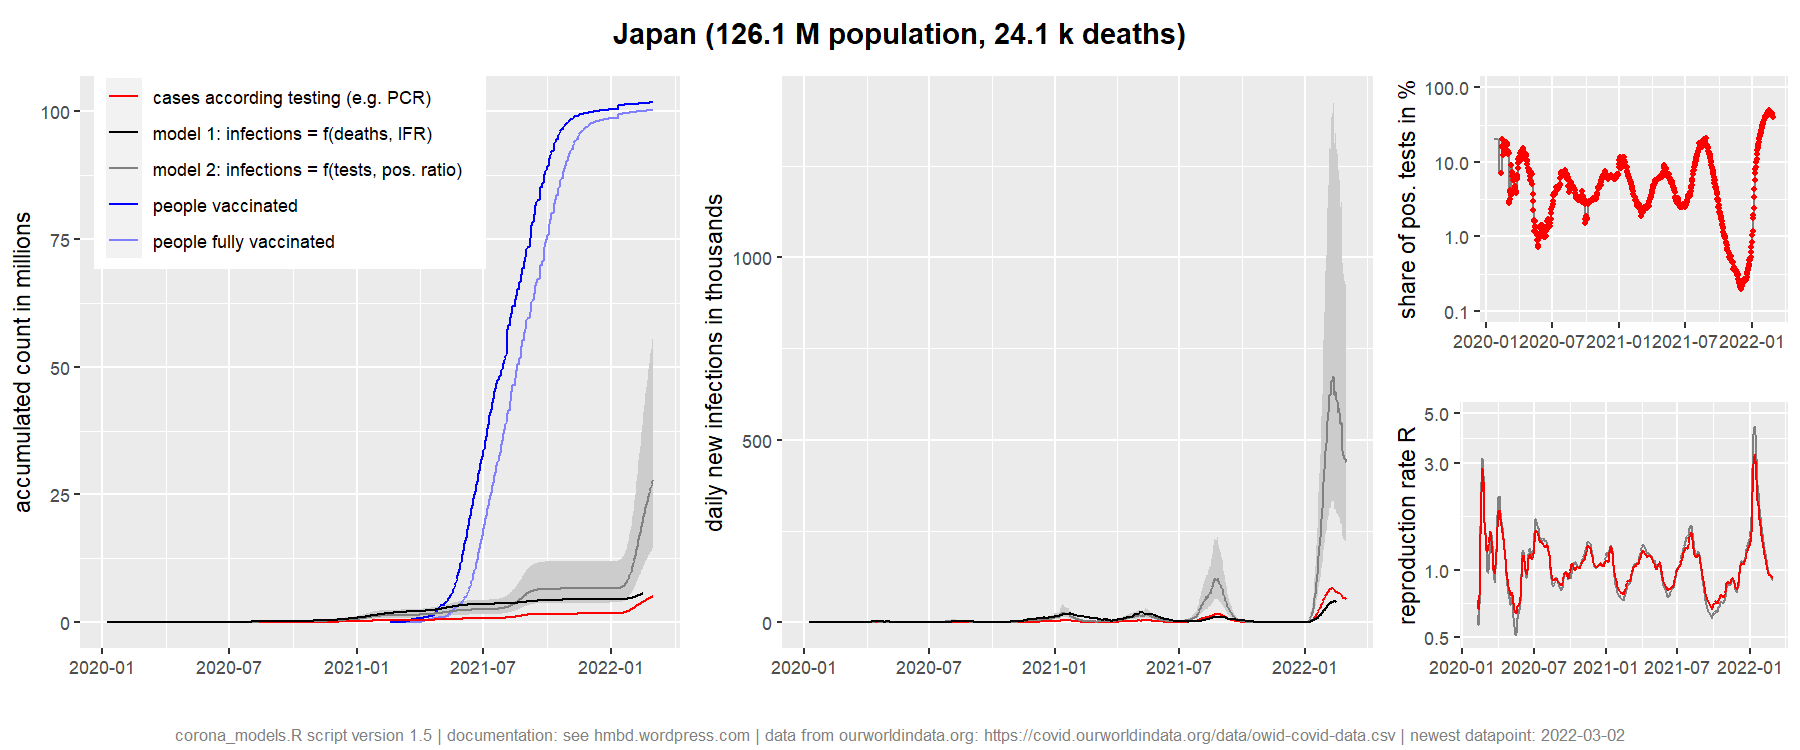 Japan (126.1 M population, 24.1 k deaths)
accumulated count in millions
100
75
50
25
0
cases according testing (e.g. PCR)
model 1: infections = f(deaths, IFR)
model 2: infections = f(tests, pos. ratio)
people vaccinated
people fully vaccinated
2020-01 2020-07 2021-01 2021-07 2022-01
daily new infections in thousands
1000
500
0
2020-01 2020-07 2021-01 2021-07 2022-01
share of pos. tests in %
100.0
10.0
1.0
0.1
2020-01 2020-07 2021-01 2021-07 2022-01
reproduction rate R
5.0
3.0
1.0
0.5
2020-01 2020-07 2021-01 2021-07 2022-01
corona_models.R script version 1.5 | documentation: see hmbd.wordpress.com | data from ourworldindata.org: https://covid.ourworldindata.org/data/owid-covid-data.csv | newest datapoint: 2022-03-02